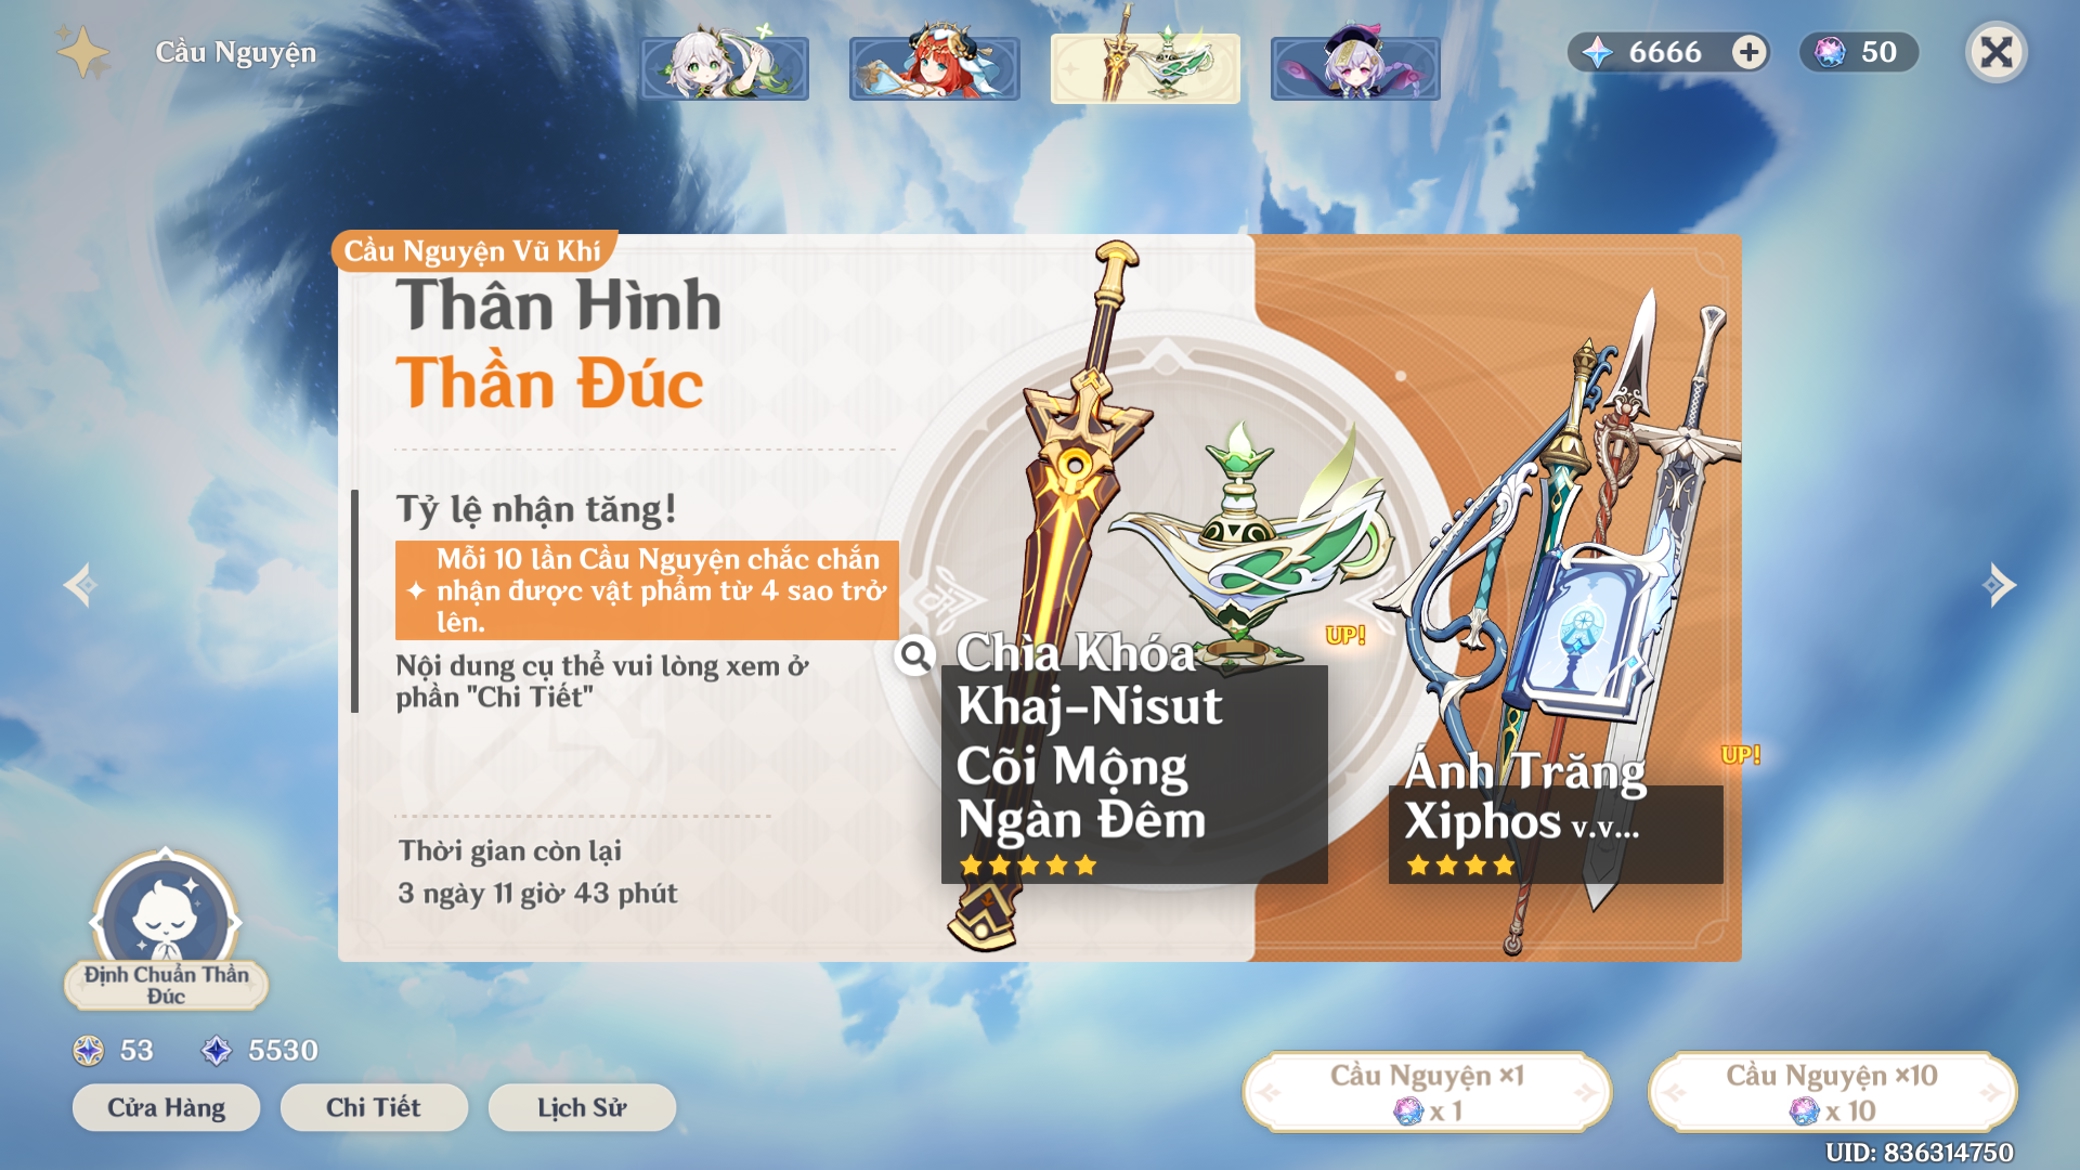 Cầu Nguyện
6666
50
Cầu Nguyện Vũ Khí
Thân Hình
Thần Đúc
Tỷ lệ nhận tăng!
Mỗi 10 lần Cầu Nguyện chắc chắn
nhận được vật phẩm từ 4 sao trở
lên.
Nội dung cụ thể vui lòng xem ở
phần "Chi Tiết"
Thời gian còn lại
3 ngày 11 giờ 43 phút
UP!
Chìa Khóa
Khaj-Nisut
Cõi Mộng
Ngàn Đêm
UP!
Ánh Trăng
Xiphos v.v...
Định Chuẩn Thần
Đúc
53
5530
Cửa Hàng
Chi Tiết
Lịch Sử
Cầu Nguyện ×1
x 1
Cầu Nguyện ×10
x 10
UID: 836314750